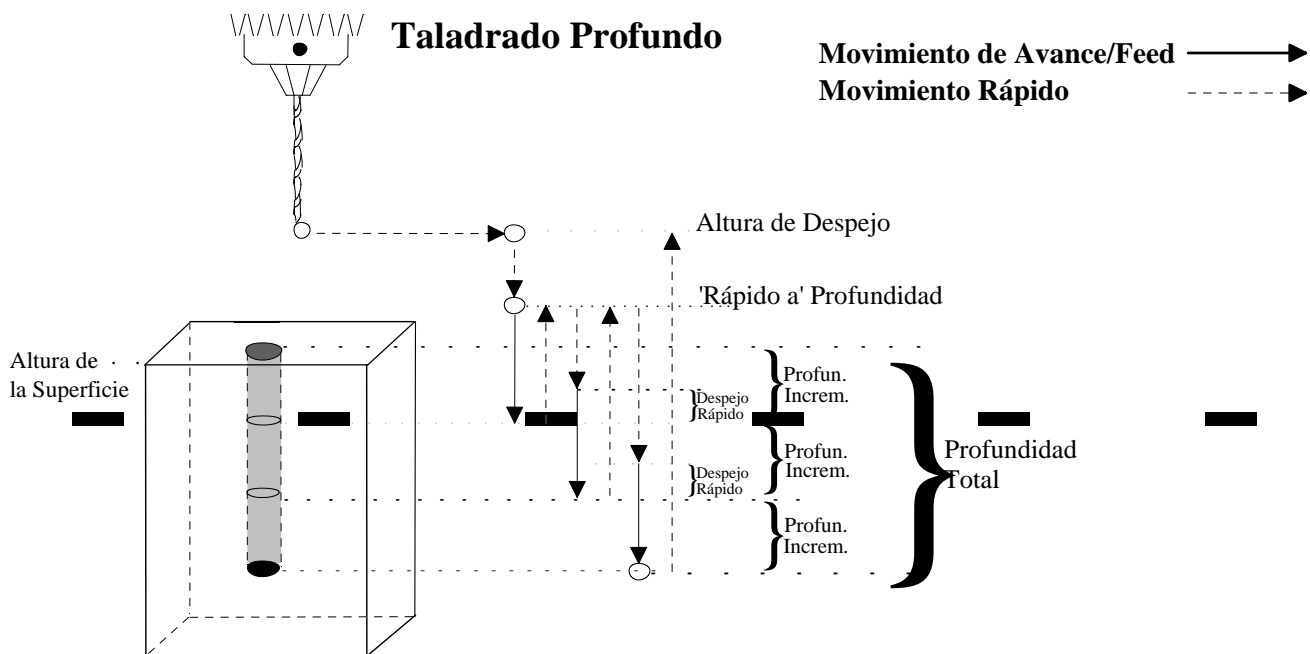 Taladrado Profundo
Movimiento de Avance/Feed
Movimiento Rápido
Altura de Despejo
'Rápido a' Profundidad
Altura de
la Superficie
Profun.
Increm.
Despejo
Rápido
Profun.
Increm.
Despejo
Rápido
Profun.
Increm.
Profundidad
Total